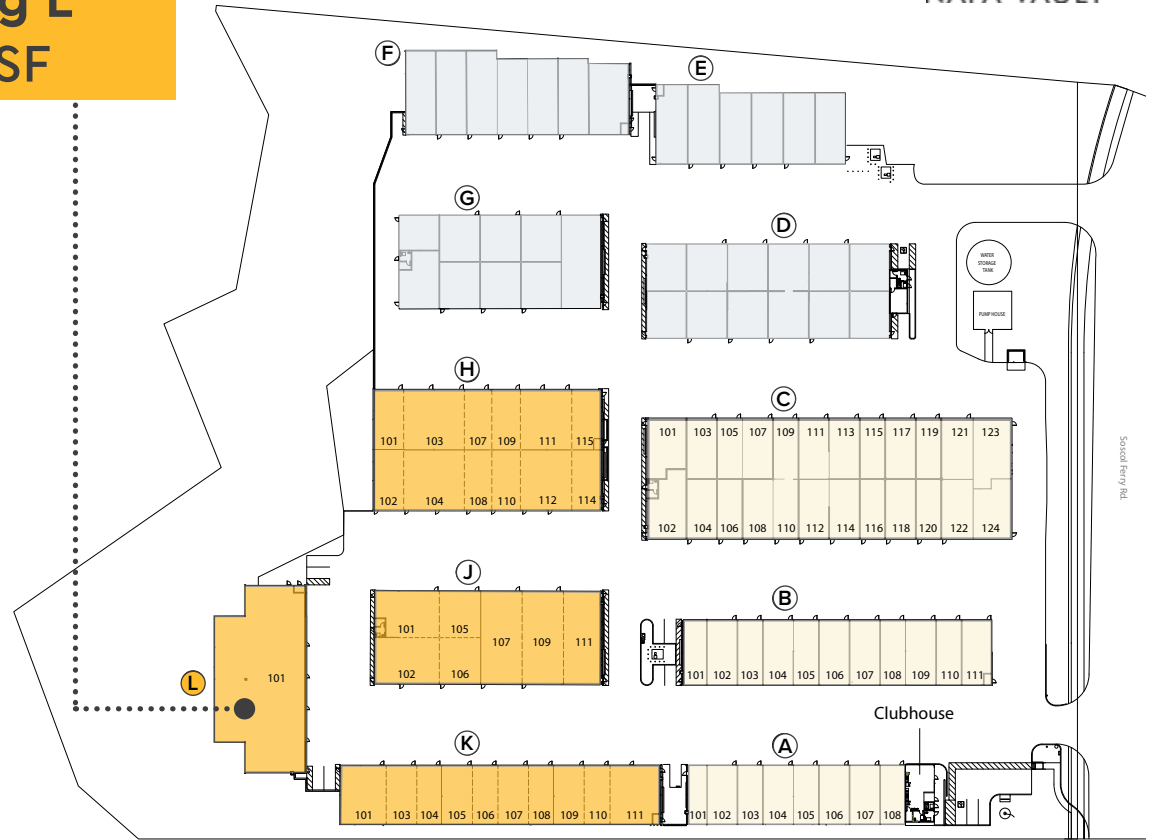 g L
SF
F
E
G
D
WATER
STORAGE
TANK
PUMP HOUSE
H
101 103 107 109 111 115
102 104 108 110 112 114
C
101 103 105 107 109 111 113 115 117 119 121 123
102 104 106 108 110 112 114 116 118 120 122 124
Soscol Ferry Rd.
J
101 105 107 109 111
102 106
B
101 102 103 104 105 106 107 108 109 110 111
L
101
Clubhouse
K
101 103 104 105 106 107 108 109 110 111
A
101 102 103 104 105 106 107 108